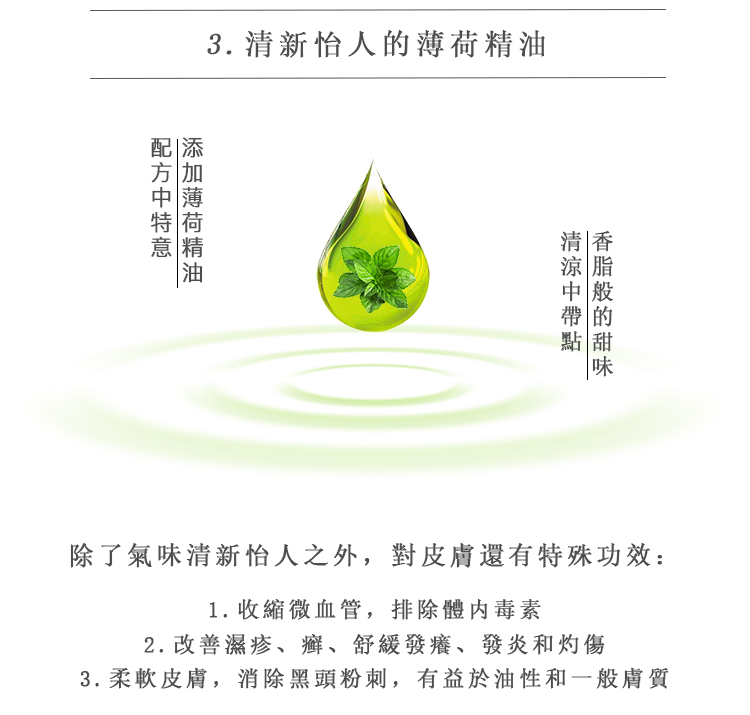 3. 清新怡人的薄荷精油
配方中特意
添加薄荷精油
清涼中帶點
香脂般的甜味
除了氣味清新怡人之外，對皮膚還有特殊功效：
1. 收縮微血管，排除體內毒素
2. 改善濕疹、癬、舒緩發癢、發炎和灼傷
3. 柔軟皮膚，消除黑頭粉刺，有益於油性和一般膚質